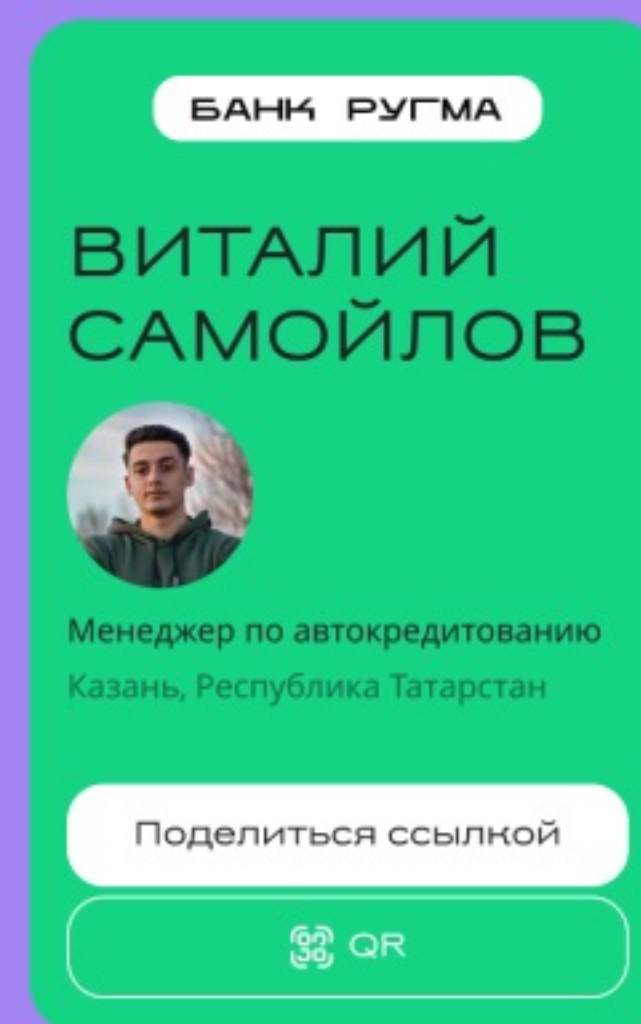 БАНК РУГМА
ВИТАЛИЙ
САМОЙЛОВ
Менеджер по автокредитованию
Казань, Республика Татарстан
Поделиться ссылкой
QR